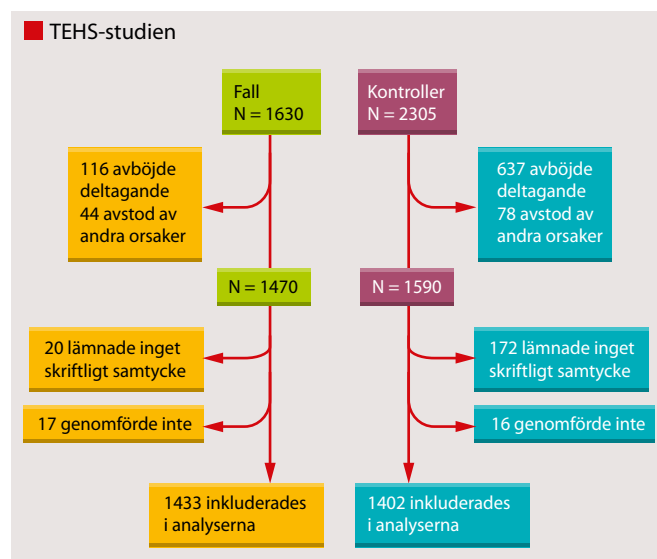 TEHS-studien
Fall
N = 1630
Kontroller
N = 2305
116 avböjde
deltagande
44 avstod av
andra orsaker
637 avböjde
deltagande
78 avstod av
andra orsaker
N = 1470
N = 1590
20 lämnade inget
skriftligt samtycke
172 lämnade inget
skriftligt samtycke
17 genomförde inte
16 genomförde inte
1433 inkluderades
i analyserna
1402 inkluderades
i analyserna